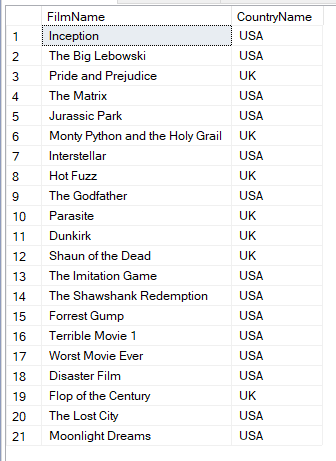 FilmName CountryName
1 Inception USA
2 The Big Lebowski USA
3 Pride and Prejudice UK
4 The Matrix USA
5 Jurassic Park USA
6 Monty Python and the Holy Grail UK
7 Interstellar USA
8 Hot Fuzz UK
9 The Godfather USA
10 Parasite UK
11 Dunkirk UK
12 Shaun of the Dead UK
13 The Imitation Game USA
14 The Shawshank Redemption USA
15 Forrest Gump USA
16 Terrible Movie 1 USA
17 Worst Movie Ever USA
18 Disaster Film USA
19 Flop of the Century UK
20 The Lost City USA
21 Moonlight Dreams USA